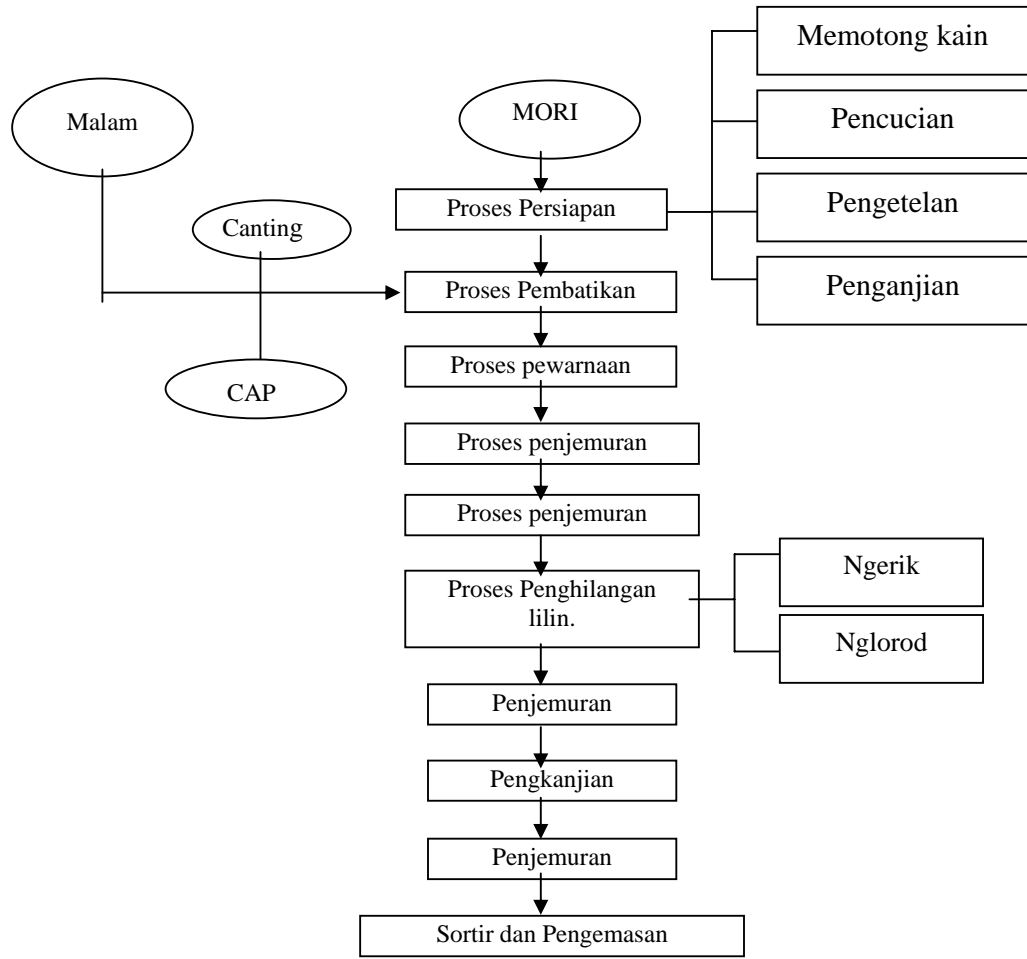 Memotong kain
Malam
MORI
Pencucian
Proses Persiapan
Pengetelan
Canting
Proses Pembatikan
Penganjian
Proses pewarnaan
CAP
Proses penjemuran
Proses penjemuran
Ngerik
Proses Penghilangan
lilin.
Nglorod
Penjemuran
Pengkanjian
Penjemuran
Sortir dan Pengemasan